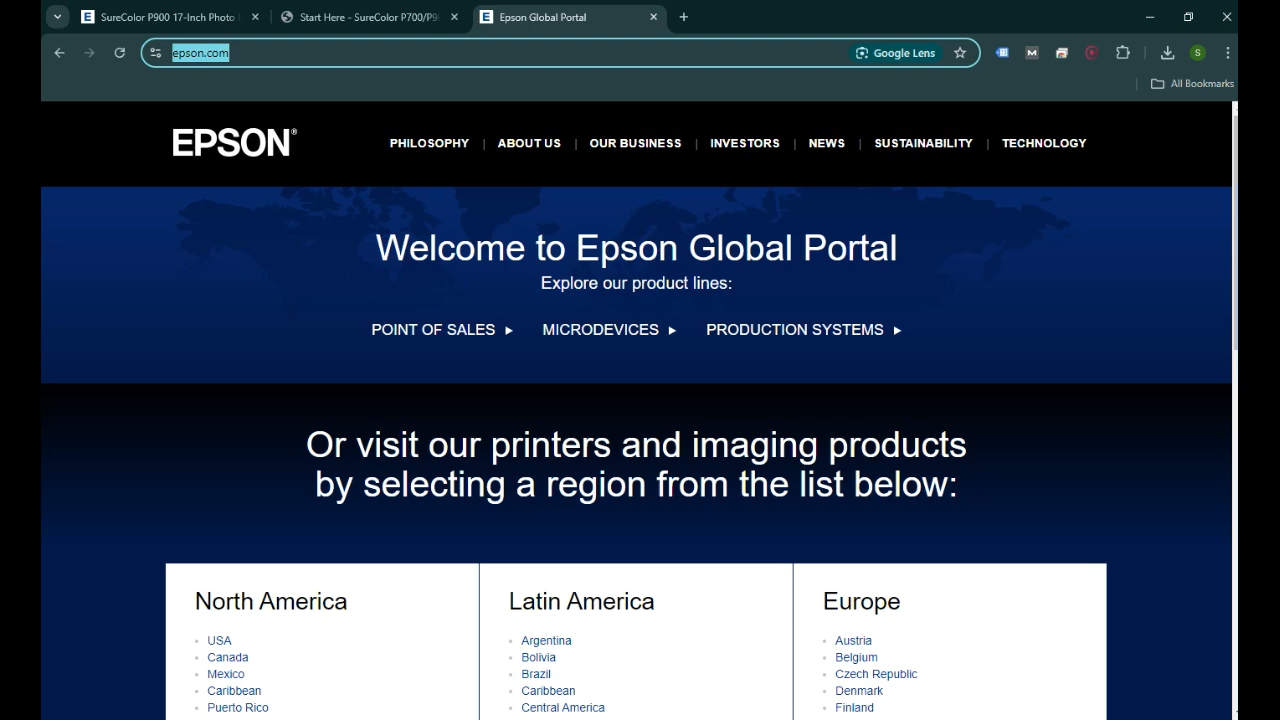 SureColor P900 17-Inch Photo
Start Here - SureColor P700/P9
Epson Global Portal
epson.com
Google Lens
S
All Bookmarks
EPSON®
PHILOSOPHY | ABOUT US | OUR BUSINESS | INVESTORS | NEWS | SUSTAINABILITY | TECHNOLOGY
Welcome to Epson Global Portal
Explore our product lines:
POINT OF SALES
MICRODEVICES
PRODUCTION SYSTEMS
Or visit our printers and imaging products
by selecting a region from the list below:
North America
USA
Canada
Mexico
Caribbean
Puerto Rico
Latin America
Argentina
Bolivia
Brazil
Caribbean
Central America
Europe
Austria
Belgium
Czech Republic
Denmark
Finland